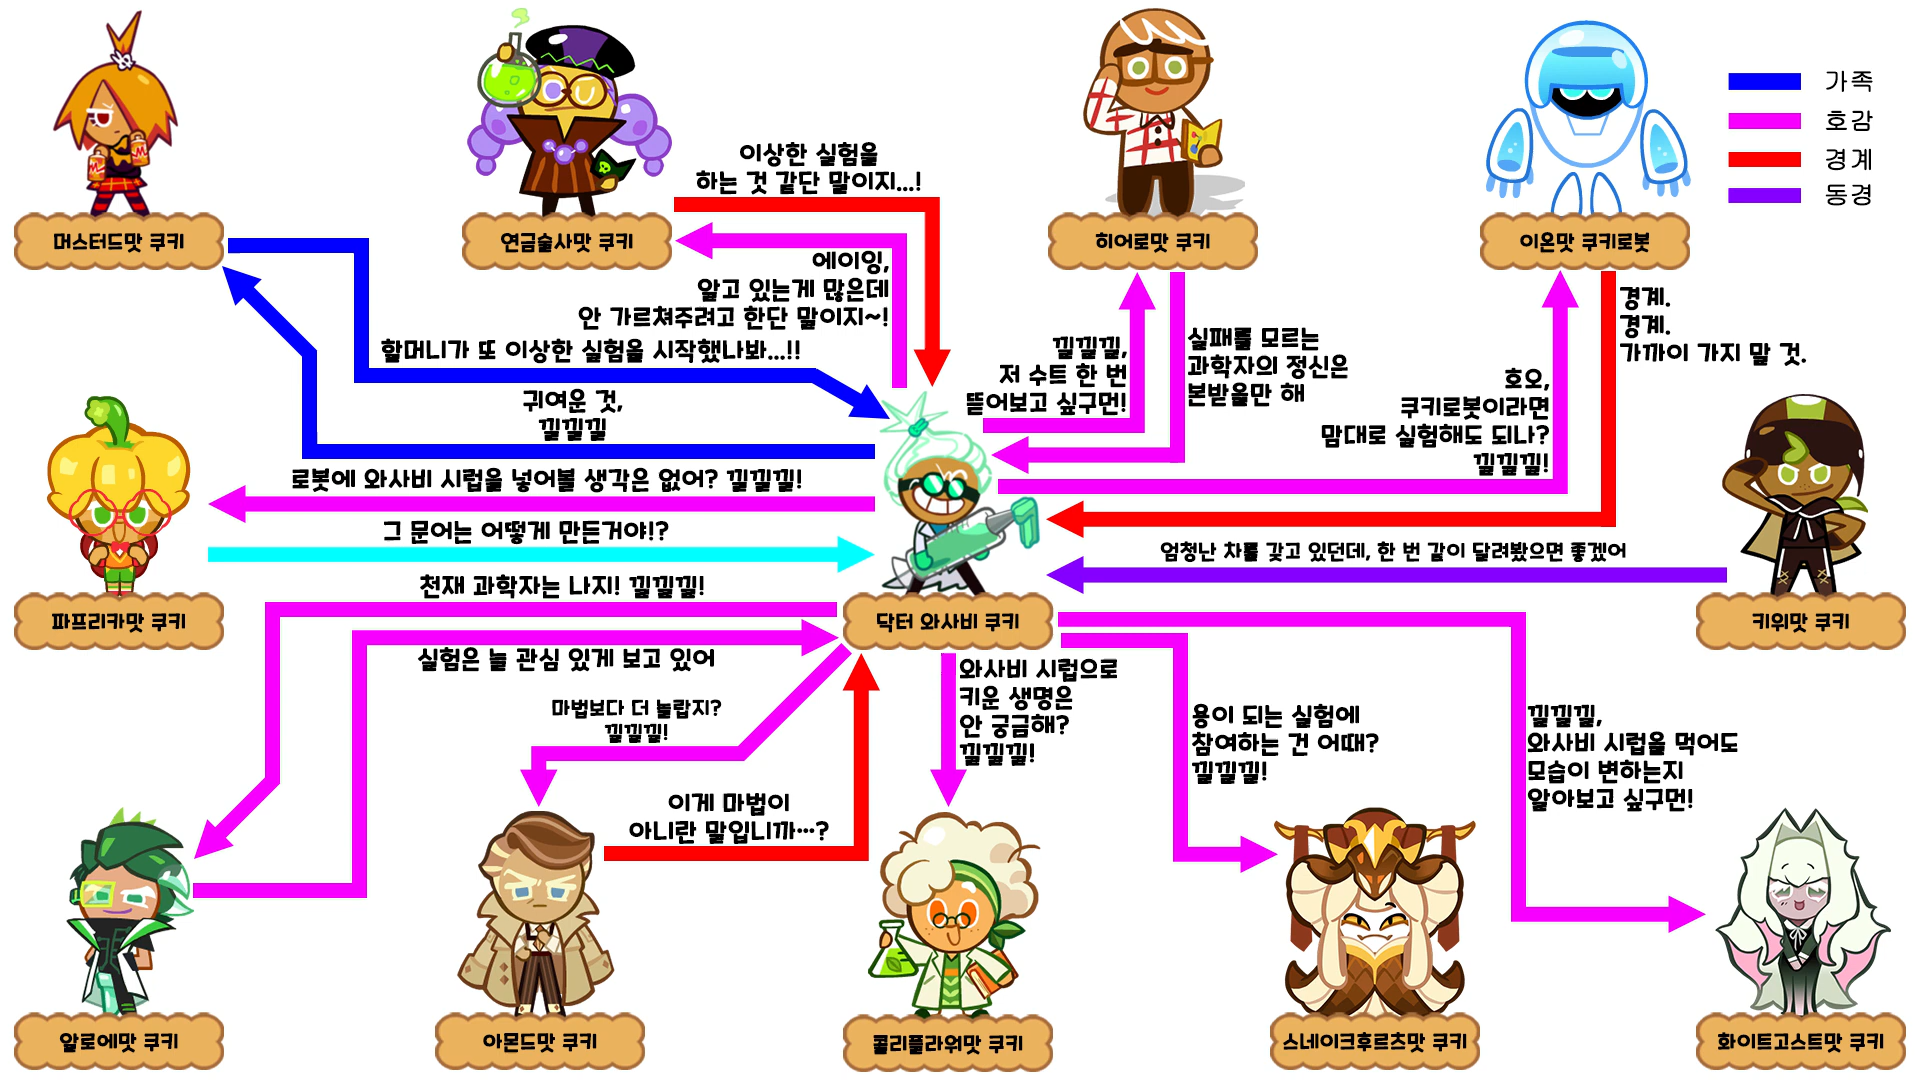 가족
호감
경계
동경
머스터드맛 쿠키
연금술사맛 쿠키
히어로맛 쿠키
이온맛 쿠키로봇
이상한 실험을
하는 것 같단 말이지...!
에이잉,
알고 있는게 많은데
안 가르쳐주려고 한단 말이지~!
할머니가 또 이상한 실험을 시작했나봐...!!
귀여운 것,
낄낄낄
낄낄낄,
저 수트 한 번
뜯어보고 싶구먼!
실패를 모르는
과학자의 정신은
본받을만 해
호오,
쿠키로봇이라면
맘대로 실험해도 되나?
낄낄낄!
경계.
경계.
가까이 가지 말 것.
로봇에 와사비 시럽을 넣어볼 생각은 없어? 낄낄낄!
그 문어는 어떻게 만든거야!?
엄청난 차를 갖고 있던데, 한 번 같이 달려봤으면 좋겠어
천재 과학자는 나지! 낄낄낄!
파프리카맛 쿠키
닥터 와사비 쿠키
키위맛 쿠키
실험은 늘 관심 있게 보고 있어
마법보다 더 놀랍지?
낄낄낄!
이게 마법이
아니란 말입니까…?
와사비 시럽으로
키운 생명은
안 궁금해?
낄낄낄!
용이 되는 실험에
참여하는 건 어때?
낄낄낄!
낄낄낄,
와사비 시럽을 먹어도
모습이 변하는지
알아보고 싶구먼!
알로에맛 쿠키
아몬드맛 쿠키
콜리플라워맛 쿠키
스네이크후르츠맛 쿠키
화이트고스트맛 쿠키